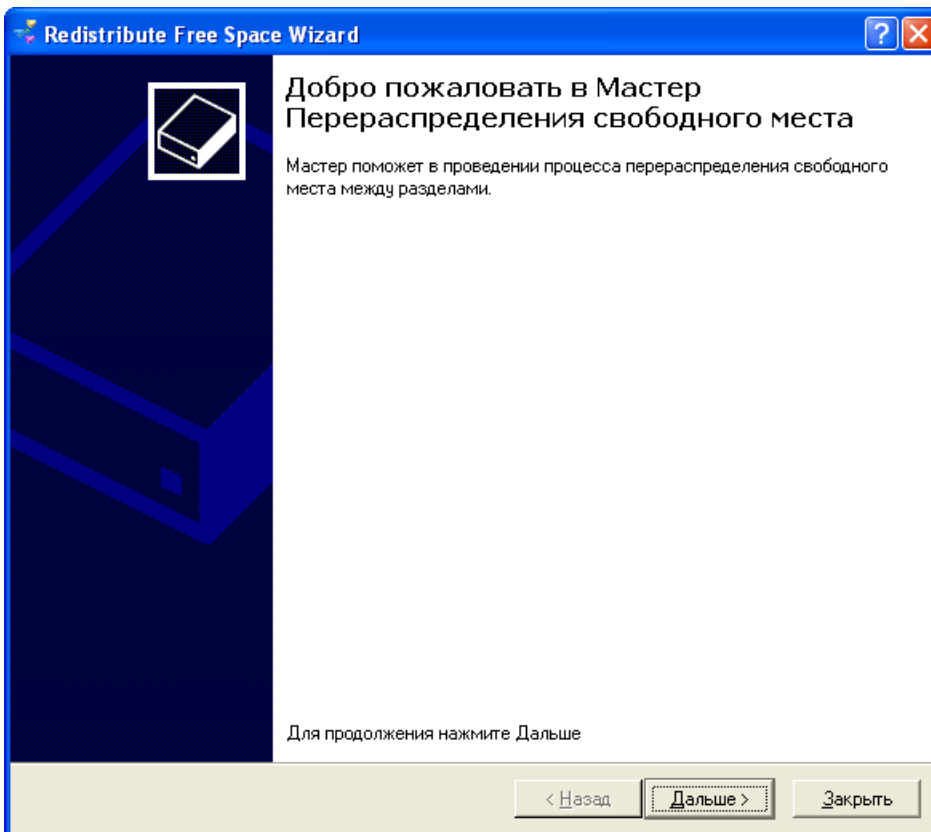 Redistribute Free Space Wizard
Добро пожаловать в Мастер
Перераспределения свободного места
Мастер поможет в проведении процесса перераспределения свободного
места между разделами.
Для продолжения нажмите Дальше
< Назад Дальше > Закрыть